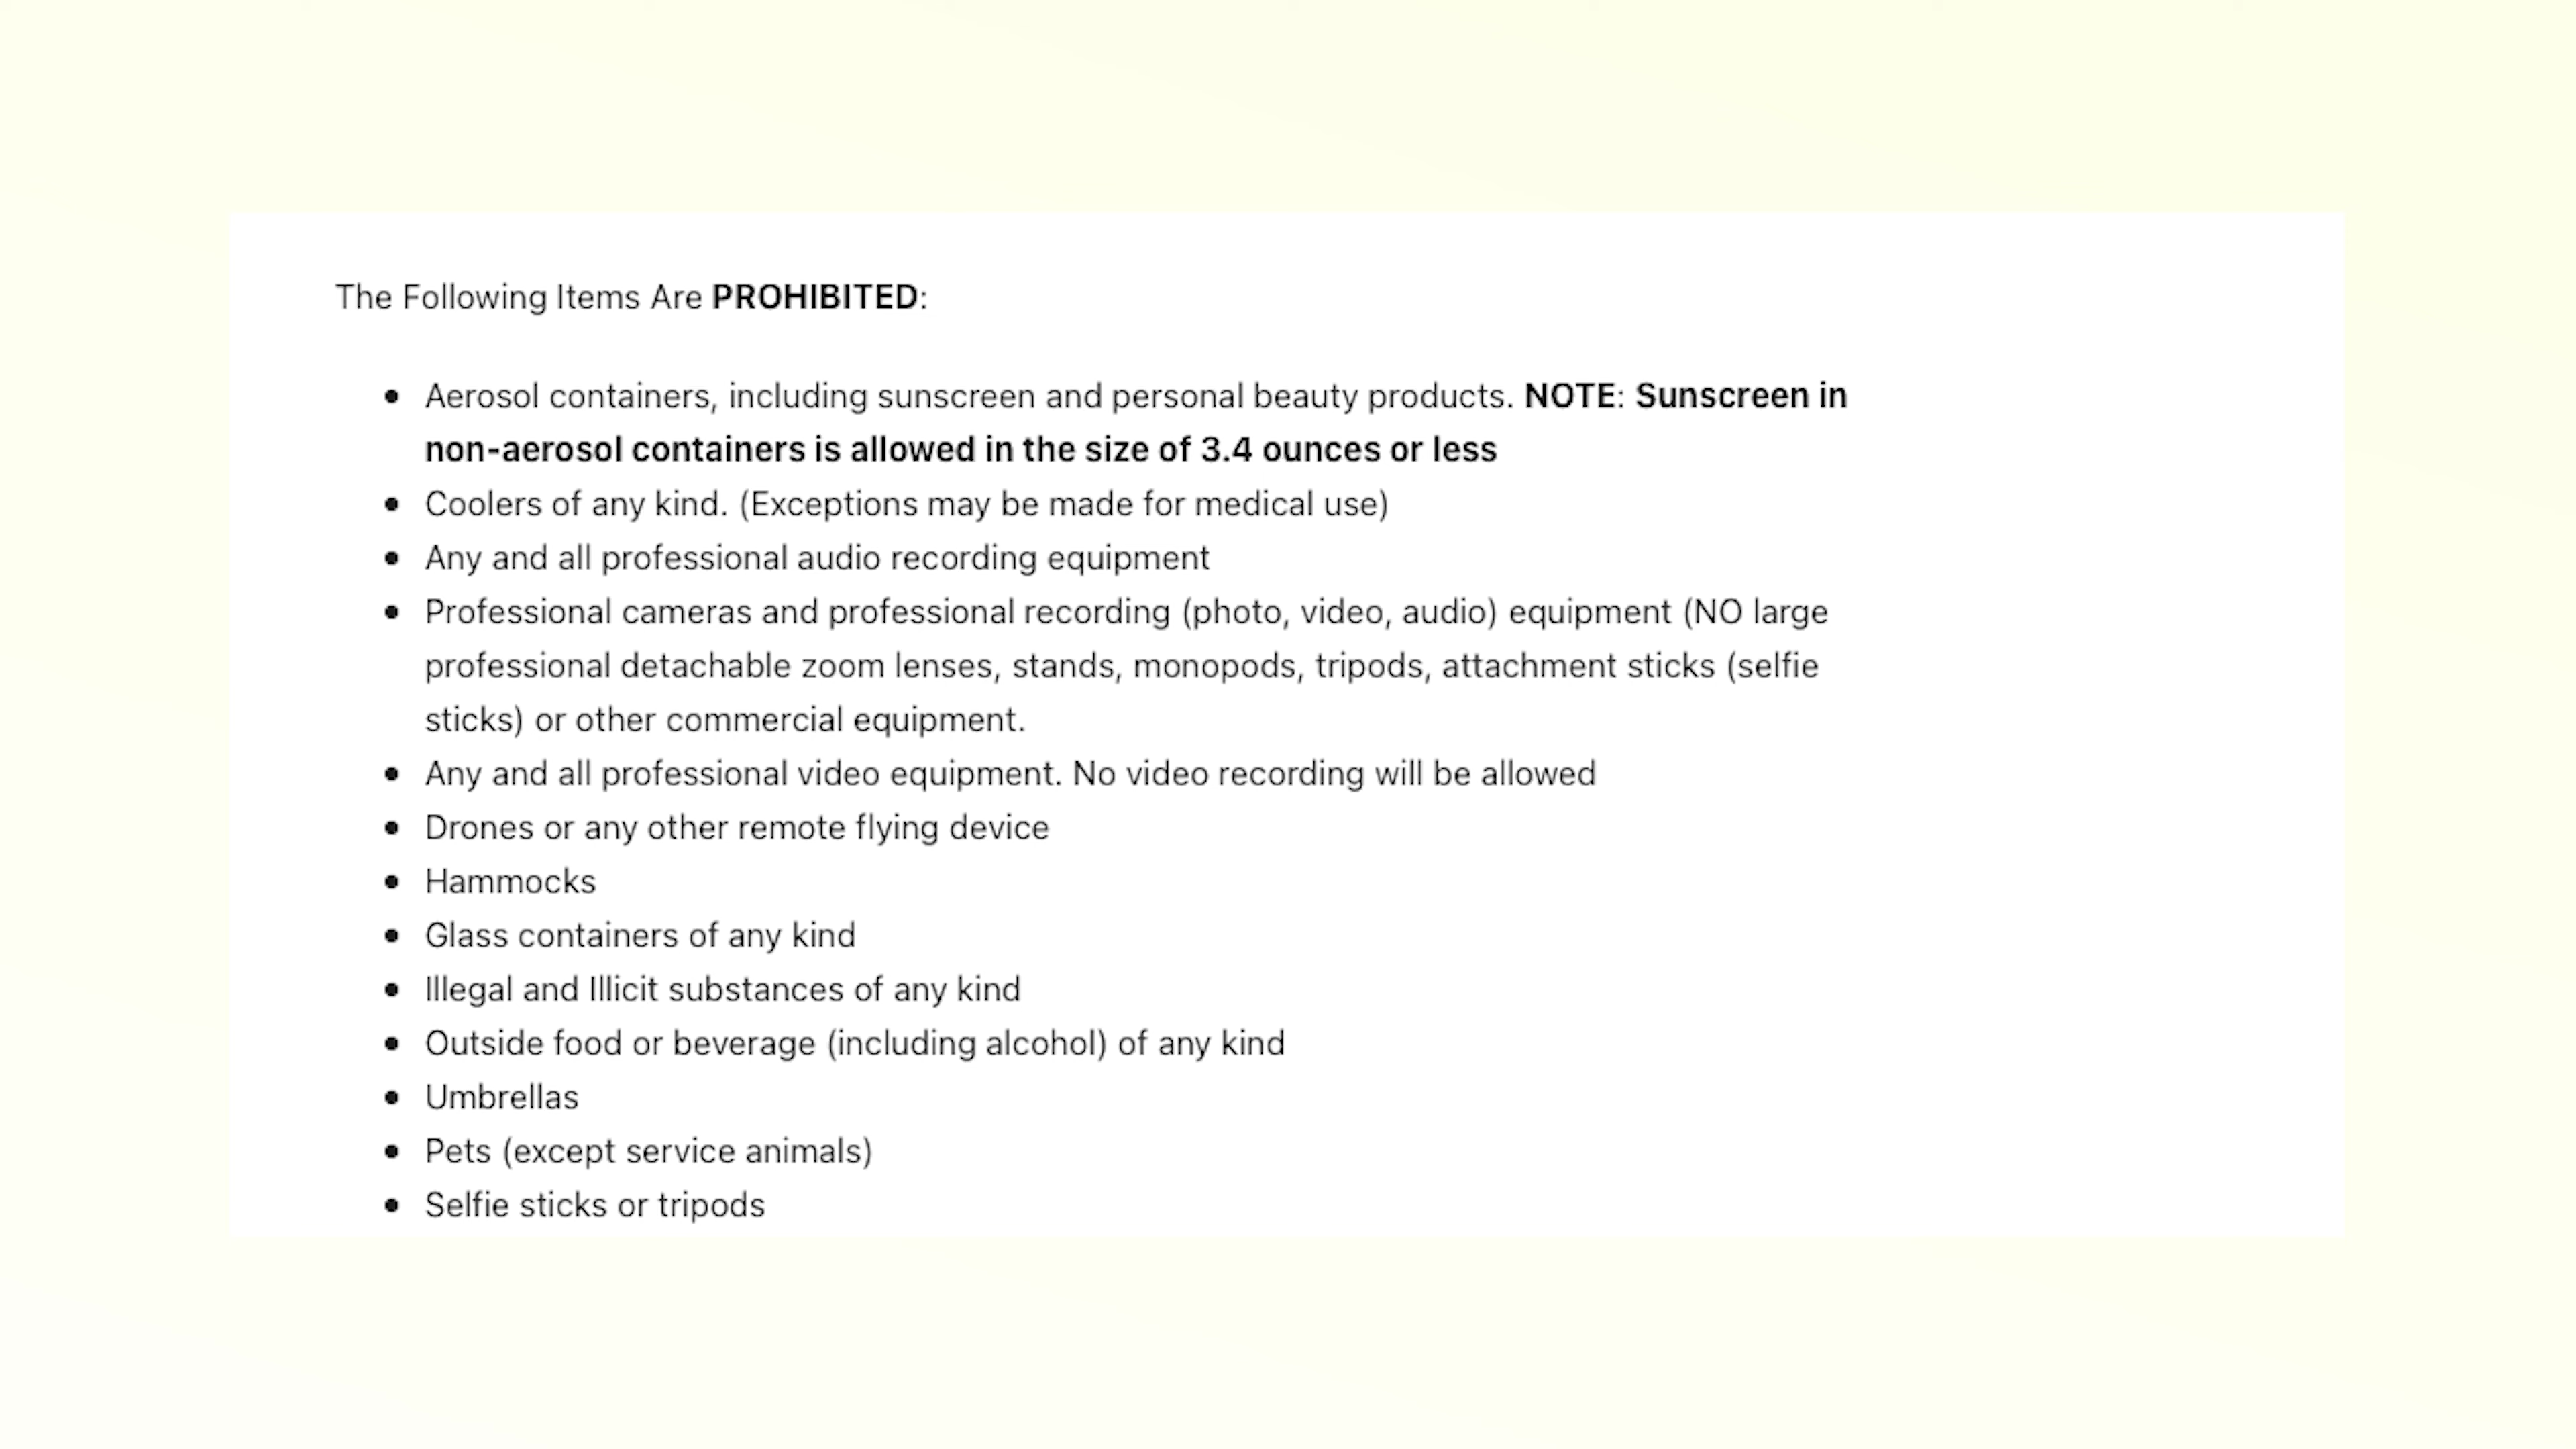 The Following Items Are PROHIBITED:
• Aerosol containers, including sunscreen and personal beauty products. NOTE: Sunscreen in
non-aerosol containers is allowed in the size of 3.4 ounces or less
• Coolers of any kind. (Exceptions may be made for medical use)
• Any and all professional audio recording equipment
• Professional cameras and professional recording (photo, video, audio) equipment (NO large
professional detachable zoom lenses, stands, monopods, tripods, attachment sticks (selfie
sticks) or other commercial equipment.
• Any and all professional video equipment. No video recording will be allowed
• Drones or any other remote flying device
• Hammocks
• Glass containers of any kind
• Illegal and Illicit substances of any kind
• Outside food or beverage (including alcohol) of any kind
• Umbrellas
• Pets (except service animals)
• Selfie sticks or tripods